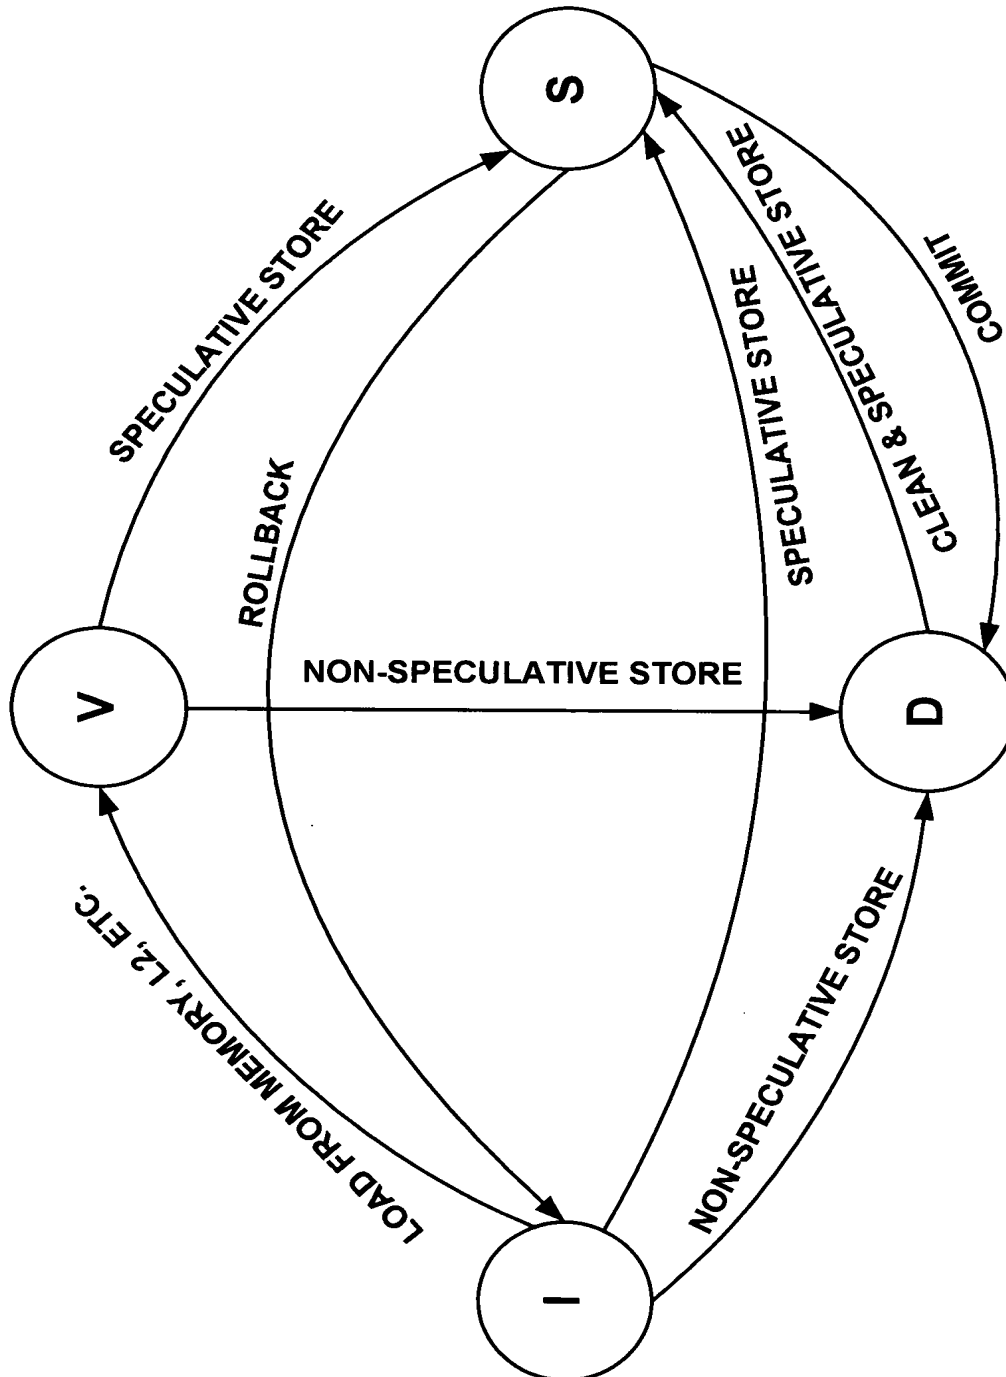 S
SPECULATIVE STORE
COMMIT
CLEAN & SPECULATIVE STORE
SPECULATIVE STORE
ROLLBACK
V
NON-SPECULATIVE STORE
D
LOAD FROM MEMORY, L2, ETC.
NON-SPECULATIVE STORE
I